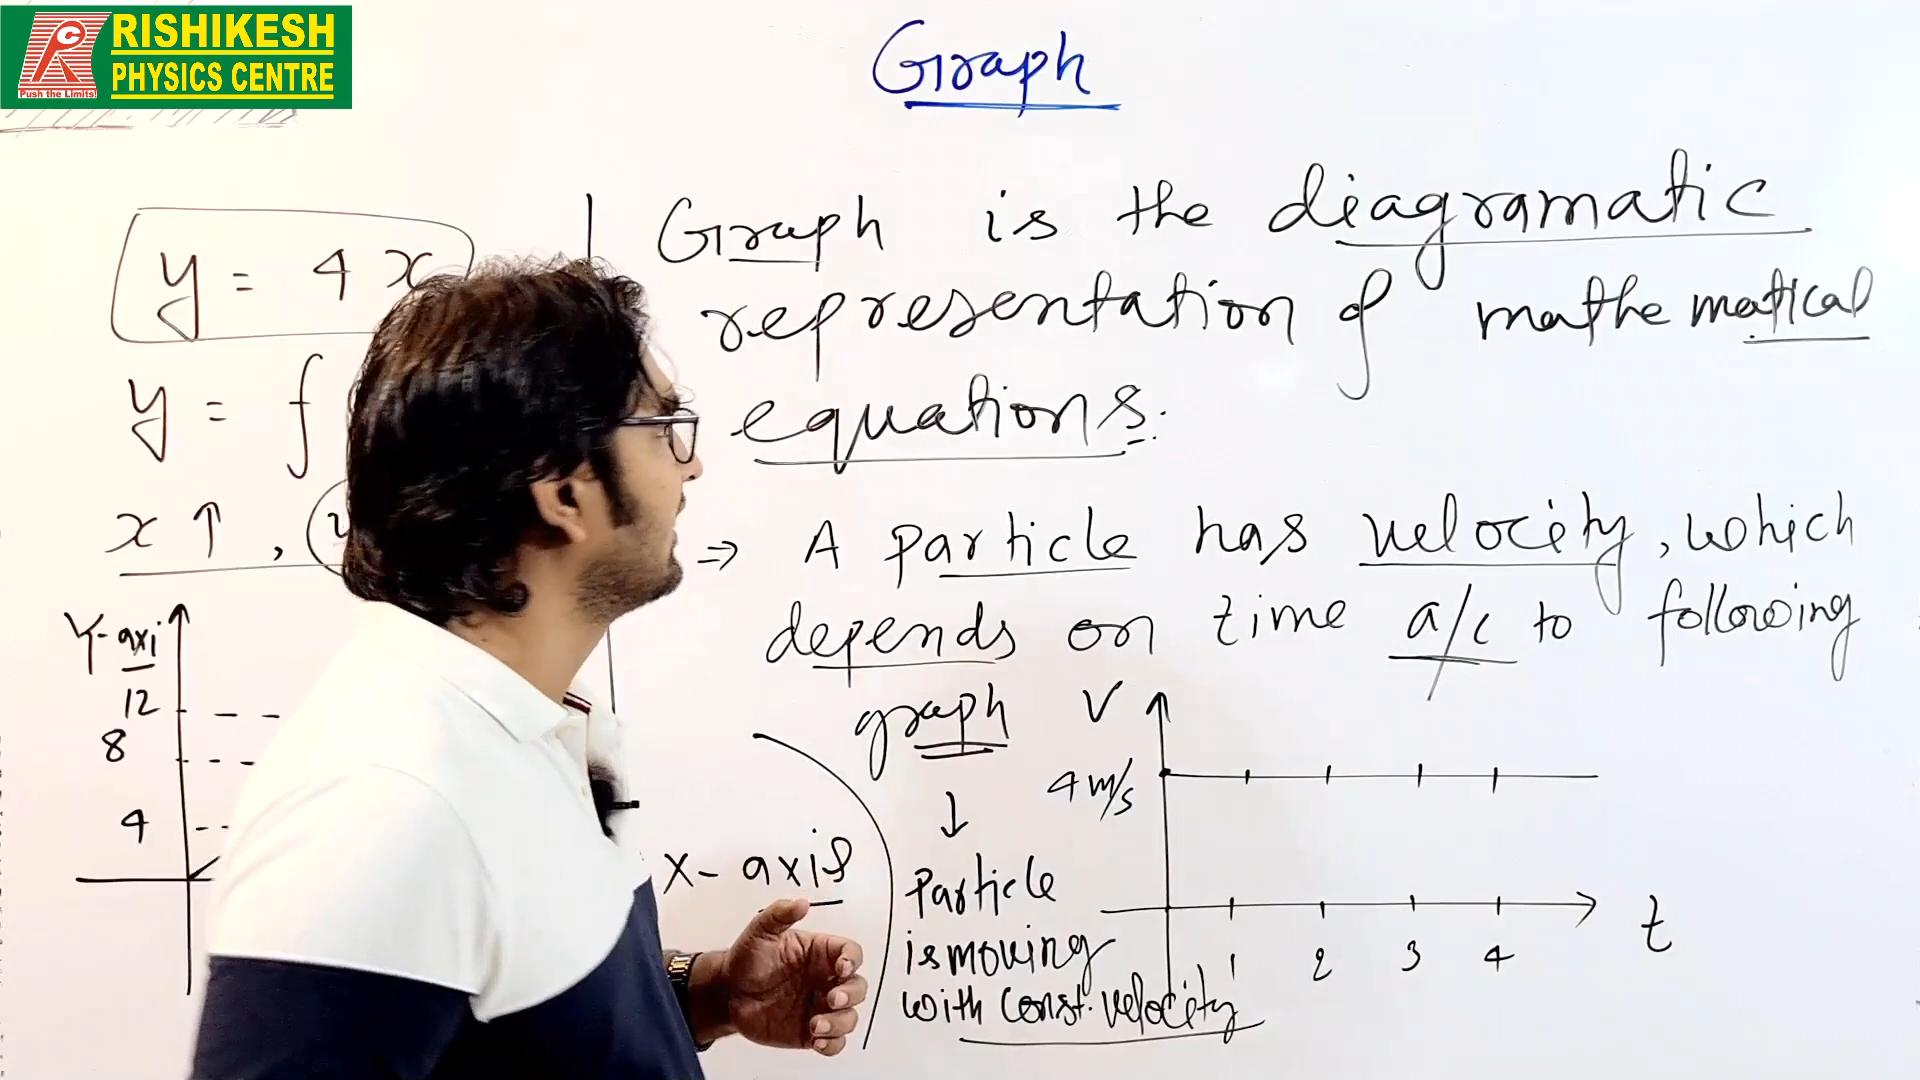 RISHIKESH
PHYSICS CENTRE
Push the Limits!
Graph
y = 4x
y = f
x ↑ ,
Y-axi
12
8
4
X-axis
Graph is the diagramatic
representation of mathematical
equations.
⇒ A particle has velocity, which
depends on time a/c to following
graph
↓
Particle
is moving
with const. velocity
V
4 m/s
1 2 3 4
t